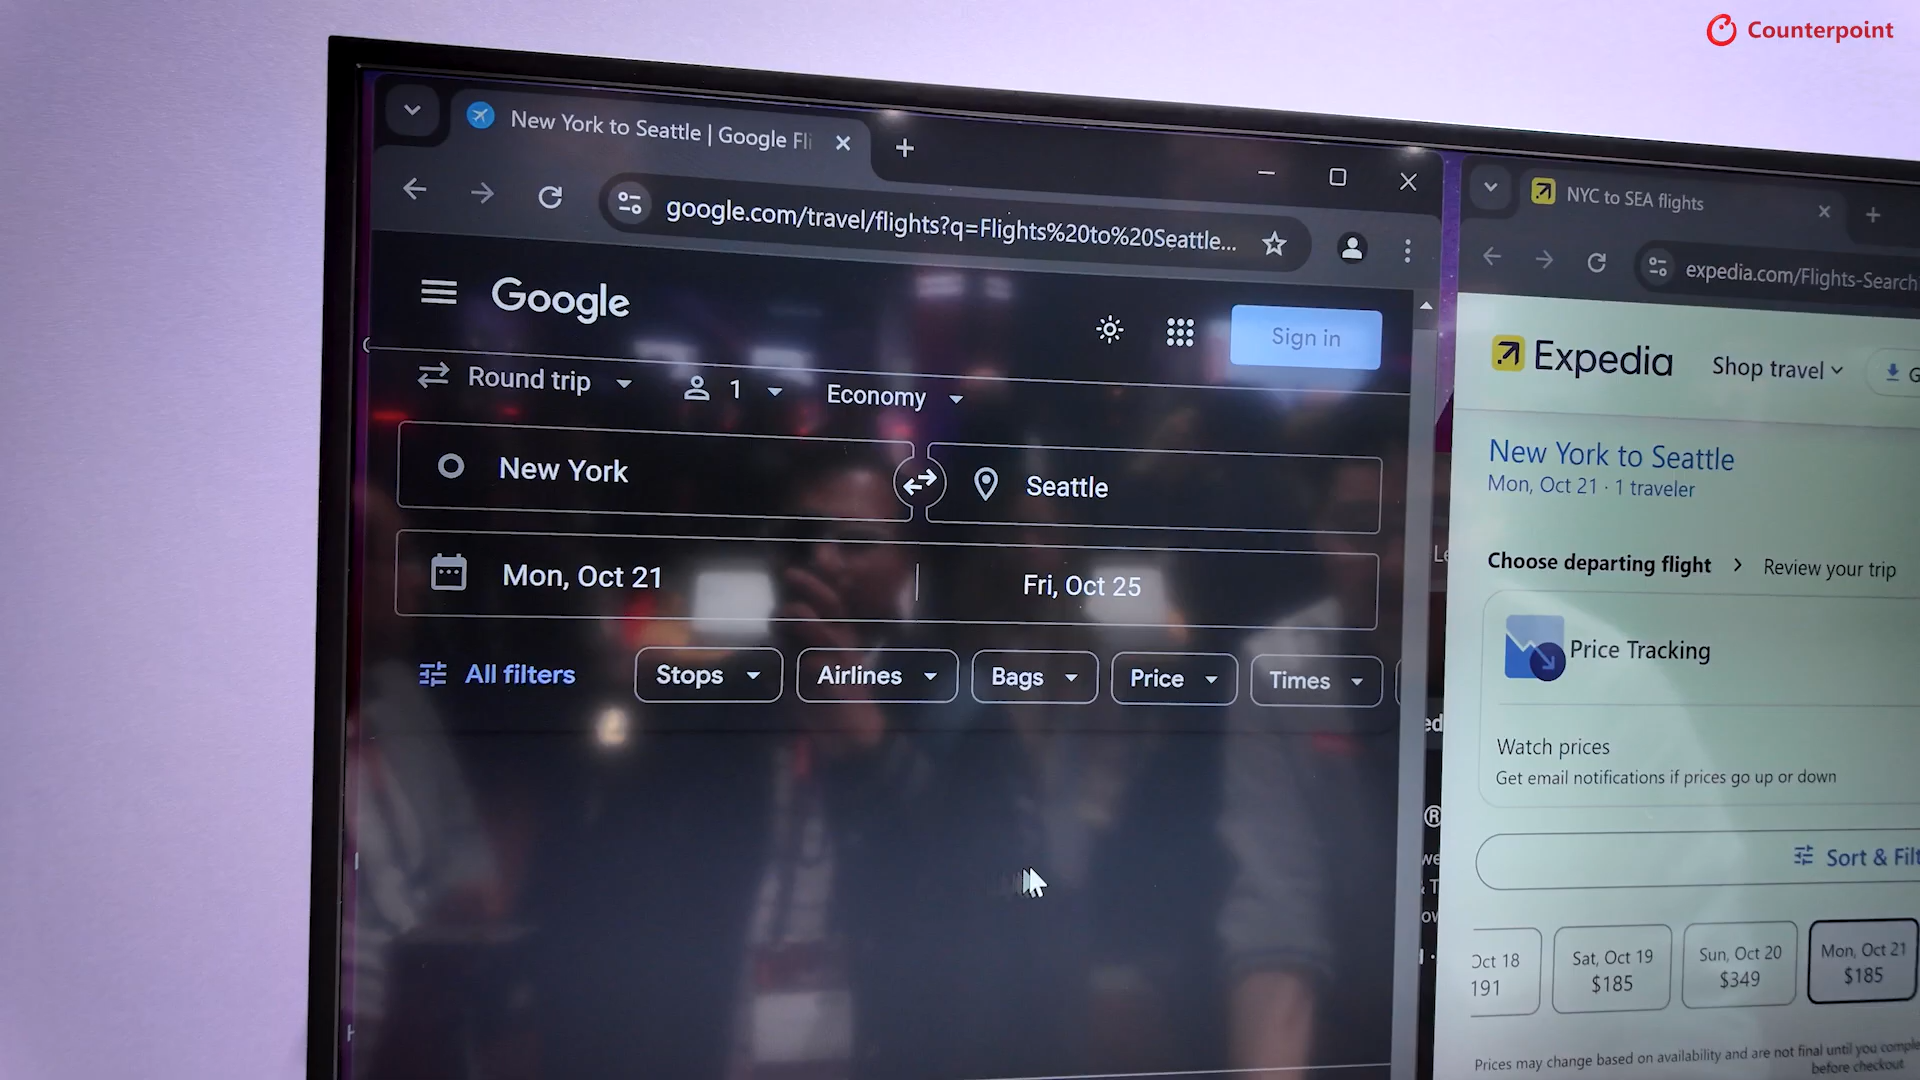 Counterpoint
New York to Seattle | Google Fli
google.com/travel/flights?q=Flights%20to%20Seattle...
Google
Sign in
Round trip
1
Economy
New York
Seattle
Mon, Oct 21
Fri, Oct 25
All filters
Stops
Airlines
Bags
Price
Times
NYC to SEA flights
expedia.com/Flights-Search
Expedia
Shop travel
G
New York to Seattle
Mon, Oct 21 · 1 traveler
Choose departing flight
Review your trip
Price Tracking
Watch prices
Get email notifications if prices go up or down
Sort & Filt
Oct 18
191
Sat, Oct 19
$185
Sun, Oct 20
$349
Mon, Oct 21
$185
Prices may change based on availability and are not final until you comple
before checkout.